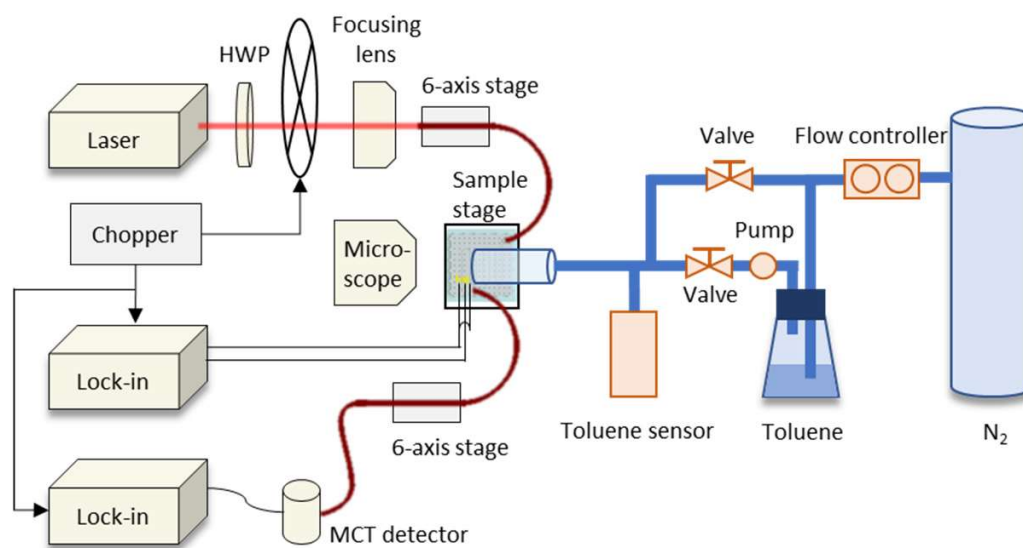 Focusing
lens
HWP
6-axis stage
Laser
Valve
Flow controller
Sample
stage
Chopper
Micro-
scope
Pump
Valve
Lock-in
Toluene sensor
Toluene
N₂
6-axis stage
Lock-in
MCT detector